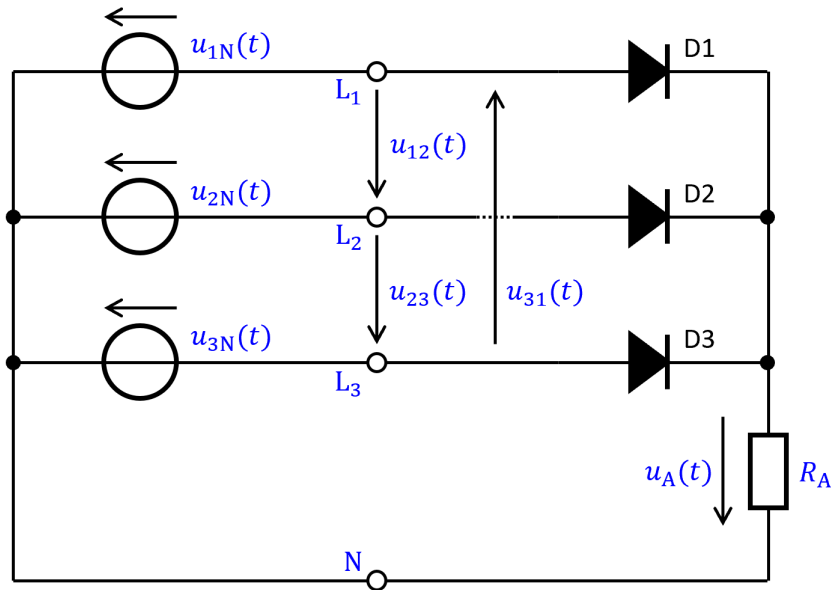 u1N(t)
D1
L1
u12(t)
u2N(t)
D2
L2
u23(t)
u31(t)
u3N(t)
D3
L3
uA(t)
RA
N